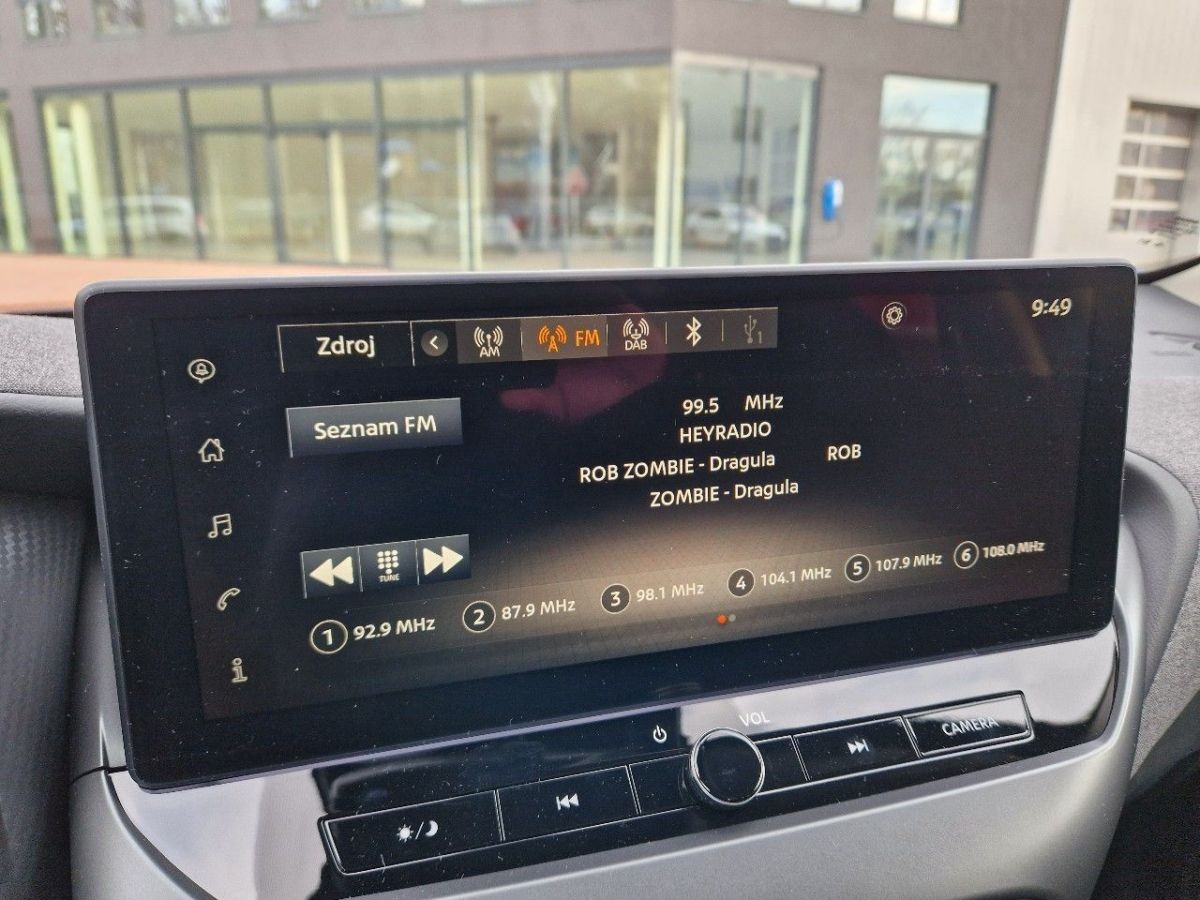 Zdroj AM FM DAB 1 9:49
Seznam FM
99.5 MHz
HEYRADIO
ROB ZOMBIE - Dragula ROB
ZOMBIE - Dragula
TUNE
1 92.9 MHz 2 87.9 MHz 3 98.1 MHz 4 104.1 MHz 5 107.9 MHz 6 108.0 MHz
VOL
CAMERA